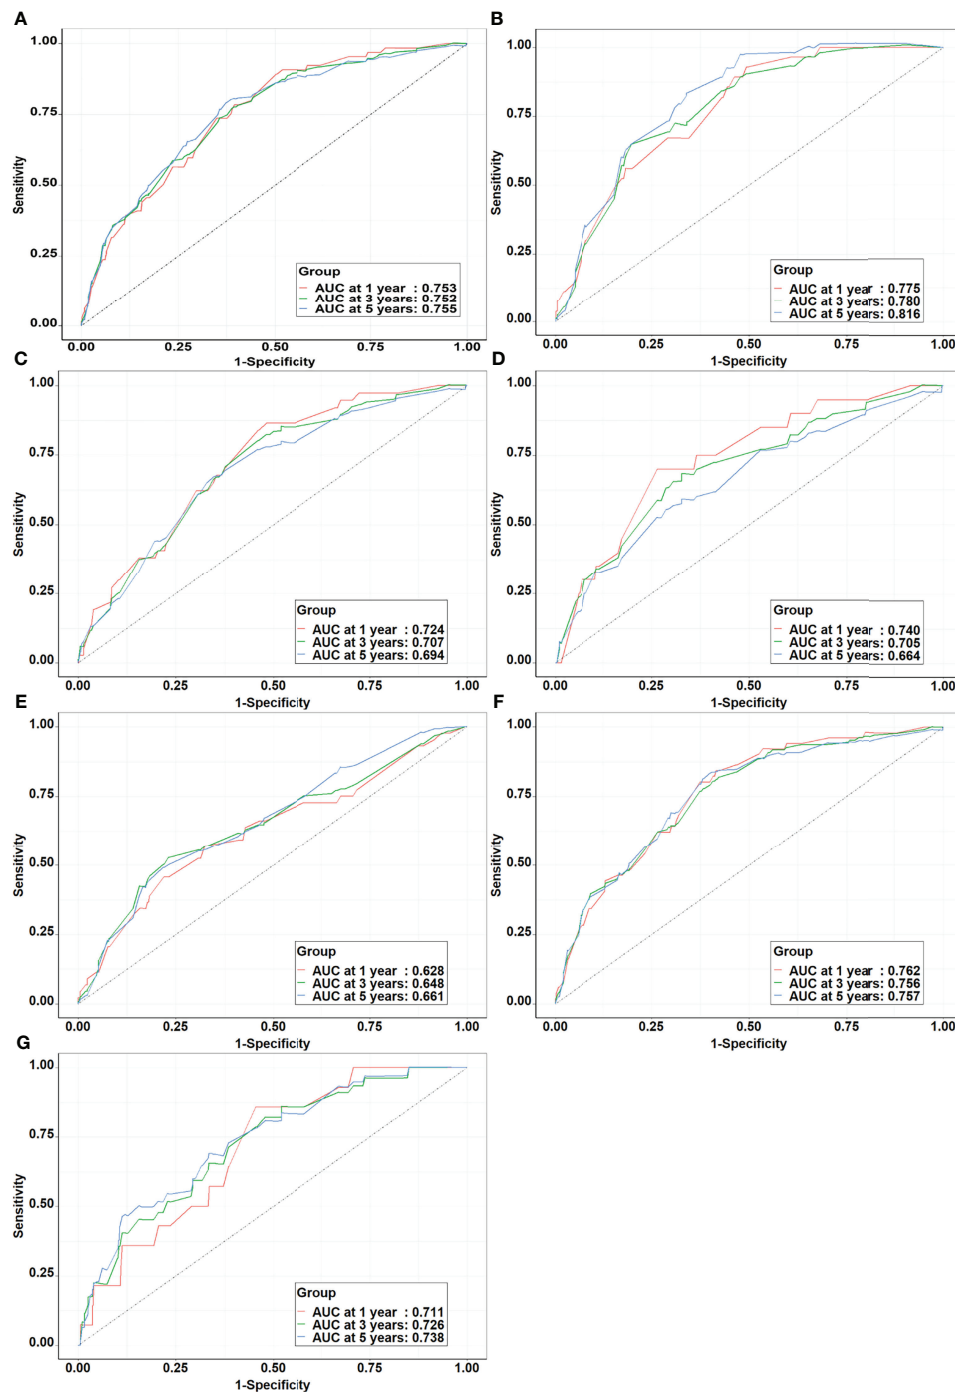 A
1.00
0.75
0.50
0.25
0.00
Sensitivity
Group
AUC at 1 year : 0.753
AUC at 3 years: 0.752
AUC at 5 years: 0.755
0.00 0.25 0.50 0.75 1.00
1-Specificity
B
1.00
0.75
0.50
0.25
0.00
Sensitivity
Group
AUC at 1 year : 0.775
AUC at 3 years: 0.780
AUC at 5 years: 0.816
0.00 0.25 0.50 0.75 1.00
1-Specificity
C
1.00
0.75
0.50
0.25
0.00
Sensitivity
Group
AUC at 1 year : 0.724
AUC at 3 years: 0.707
AUC at 5 years: 0.694
0.00 0.25 0.50 0.75 1.00
1-Specificity
D
1.00
0.75
0.50
0.25
0.00
Sensitivity
Group
AUC at 1 year : 0.740
AUC at 3 years: 0.705
AUC at 5 years: 0.664
0.00 0.25 0.50 0.75 1.00
1-Specificity
E
1.00
0.75
0.50
0.25
0.00
Sensitivity
Group
AUC at 1 year : 0.628
AUC at 3 years: 0.648
AUC at 5 years: 0.661
0.00 0.25 0.50 0.75 1.00
1-Specificity
F
1.00
0.75
0.50
0.25
0.00
Sensitivity
Group
AUC at 1 year : 0.762
AUC at 3 years: 0.756
AUC at 5 years: 0.757
0.00 0.25 0.50 0.75 1.00
1-Specificity
G
1.00
0.75
0.50
0.25
0.00
Sensitivity
Group
AUC at 1 year : 0.711
AUC at 3 years: 0.726
AUC at 5 years: 0.738
0.00 0.25 0.50 0.75 1.00
1-Specificity